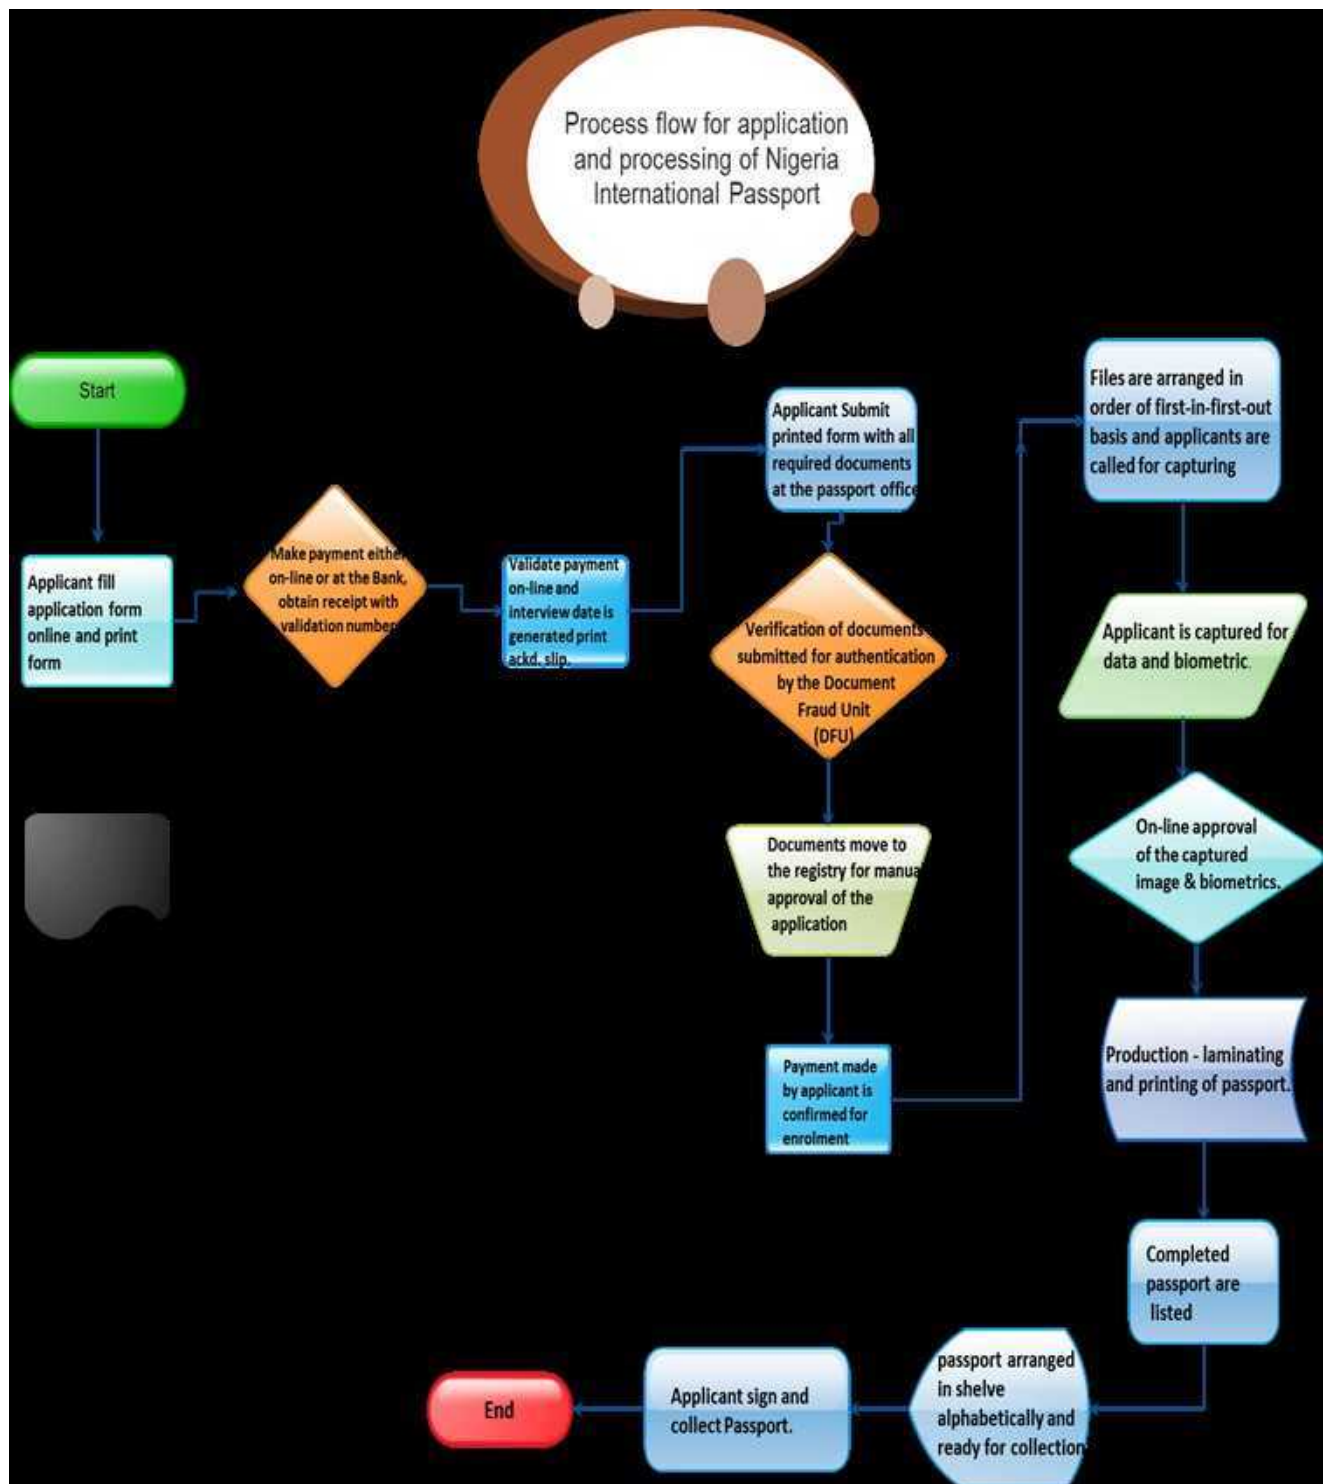 Process flow for application
and processing of Nigeria
International Passport
Start
Applicant fill
application form
online and print
form
Make payment either
on-line or at the Bank,
obtain receipt with
validation number
Validate payment
on-line and
interview date is
generated print
ackd. slip.
Applicant Submit
printed form with all
required documents
at the passport office
Verification of documents
submitted for authentication
by the Document
Fraud Unit
(DFU)
Documents move to
the registry for manual
approval of the
application
Payment made
by applicant is
confirmed for
enrolment
Files are arranged in
order of first-in-first-out
basis and applicants are
called for capturing
Applicant is captured for
data and biometric.
On-line approval
of the captured
image & biometrics.
Production - laminating
and printing of passport.
Completed
passport are
listed
passport arranged
in shelve
alphabetically and
ready for collection
Applicant sign and
collect Passport.
End